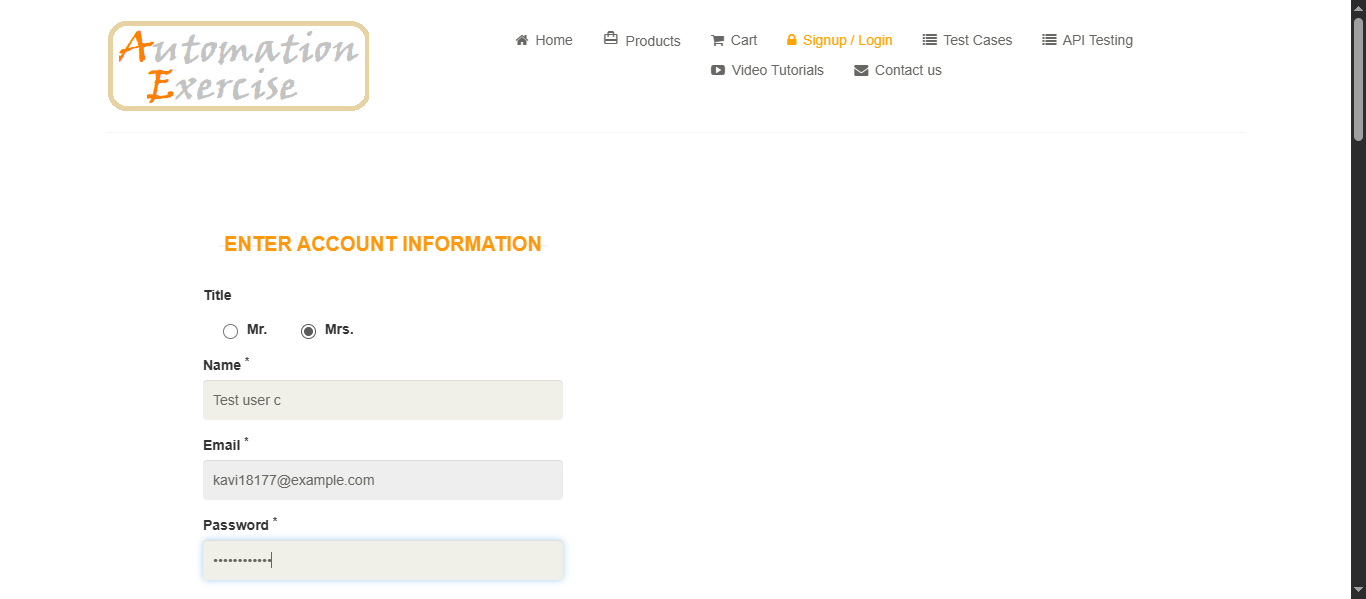 Automation
Exercise
Home Products Cart Signup / Login Test Cases API Testing
Video Tutorials Contact us
ENTER ACCOUNT INFORMATION
Title
Mr. Mrs.
Name *
Test user c
Email *
kavi18177@example.com
Password *
••••••••••••